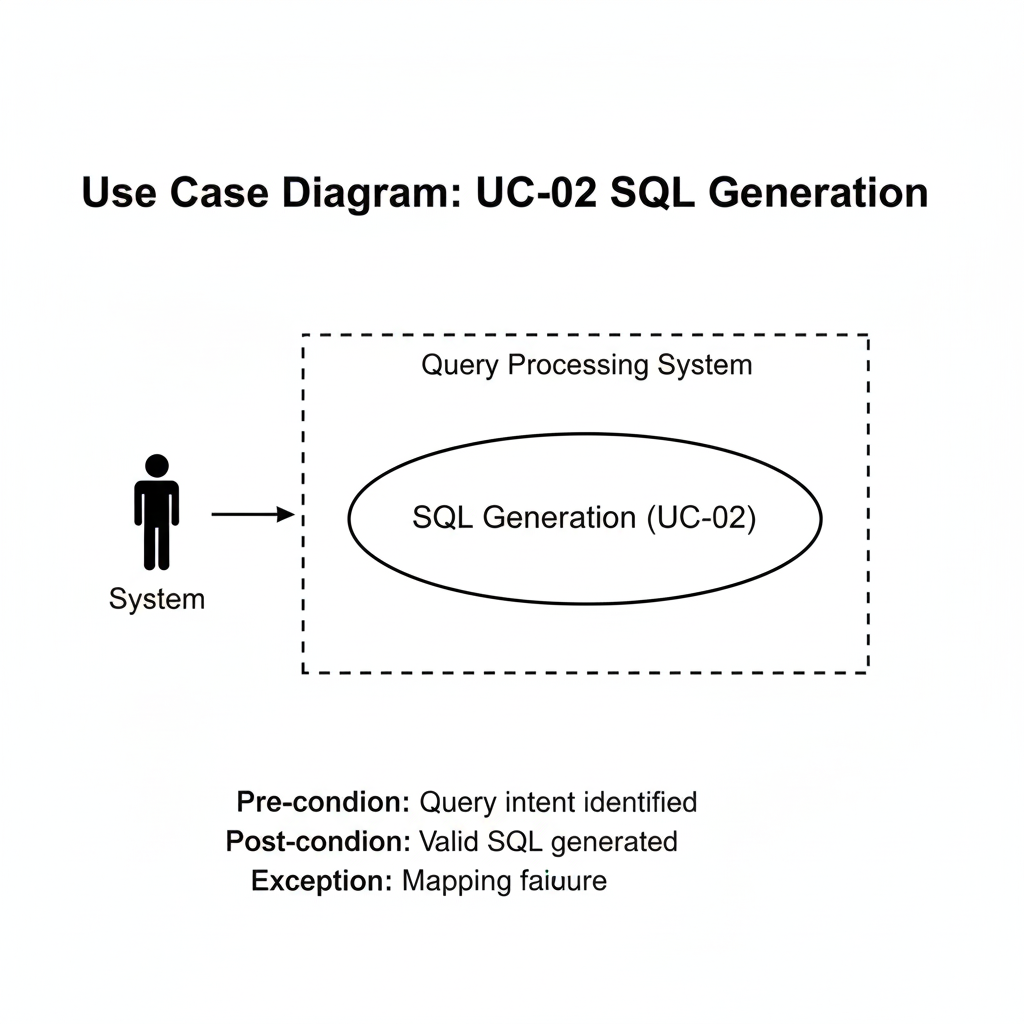 Use Case Diagram: UC-02 SQL Generation
Query Processing System
SQL Generation (UC-02)
System
Pre-condion: Query intent identified
Post-condion: Valid SQL generated
Exception: Mapping faiuure